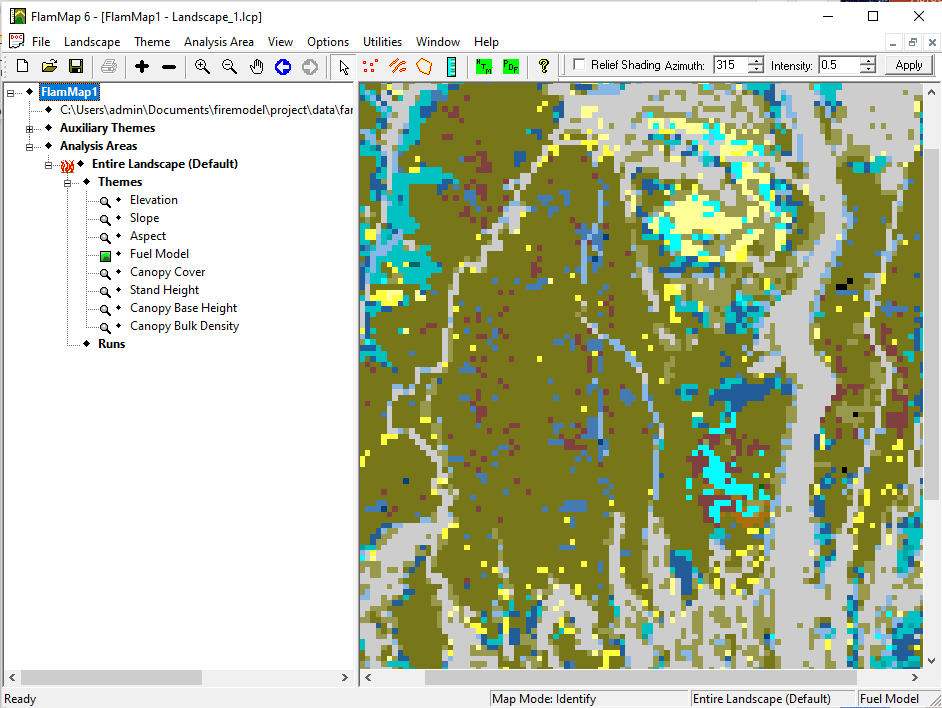 FlamMap 6 - [FlamMap1 - Landscape_1.lcp]
File Landscape Theme Analysis Area View Options Utilities Window Help
Relief Shading Azimuth: 315 Intensity: 0.5 Apply
FlamMap1
C:\Users\admin\Documents\firemodel\project\data\far
Auxiliary Themes
Analysis Areas
Entire Landscape (Default)
Themes
Elevation
Slope
Aspect
Fuel Model
Canopy Cover
Stand Height
Canopy Base Height
Canopy Bulk Density
Runs
Ready Map Mode: Identify Entire Landscape (Default) Fuel Model